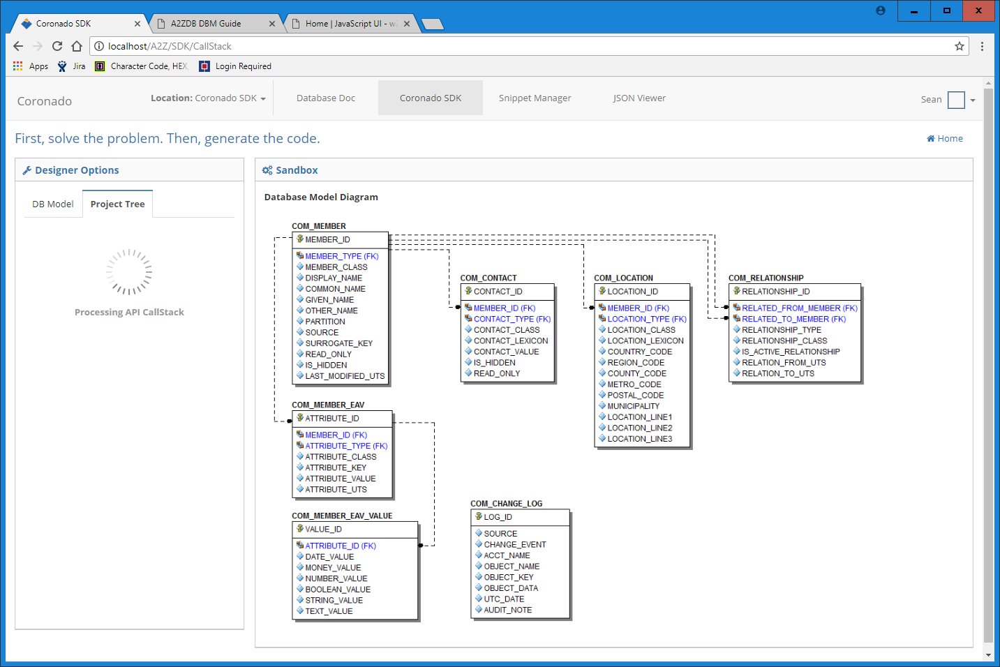 Coronado SDK
A2ZDB DBM Guide
Home | JavaScript UI - w
localhost/A2Z/SDK/CallStack
Apps
Jira
Character Code, HEX,
Login Required
Coronado
Location: Coronado SDK
Database Doc
Coronado SDK
Snippet Manager
JSON Viewer
Sean
First, solve the problem. Then, generate the code.
Home
Designer Options
DB Model
Project Tree
Processing API CallStack
Sandbox
Database Model Diagram
COM_MEMBER
MEMBER_ID
MEMBER_TYPE (FK)
MEMBER_CLASS
DISPLAY_NAME
COMMON_NAME
GIVEN_NAME
OTHER_NAME
PARTITION
SOURCE
SURROGATE_KEY
READ_ONLY
IS_HIDDEN
LAST_MODIFIED_UTS
COM_CONTACT
CONTACT_ID
MEMBER_ID (FK)
CONTACT_TYPE (FK)
CONTACT_CLASS
CONTACT_LEXICON
CONTACT_VALUE
IS_HIDDEN
READ_ONLY
COM_LOCATION
LOCATION_ID
MEMBER_ID (FK)
LOCATION_TYPE (FK)
LOCATION_CLASS
LOCATION_LEXICON
COUNTRY_CODE
REGION_CODE
COUNTY_CODE
METRO_CODE
POSTAL_CODE
MUNICIPALITY
LOCATION_LINE1
LOCATION_LINE2
LOCATION_LINE3
COM_RELATIONSHIP
RELATIONSHIP_ID
RELATED_FROM_MEMBER (FK)
RELATED_TO_MEMBER (FK)
RELATIONSHIP_TYPE
RELATIONSHIP_CLASS
IS_ACTIVE_RELATIONSHIP
RELATION_FROM_UTS
RELATION_TO_UTS
COM_MEMBER_EAV
ATTRIBUTE_ID
MEMBER_ID (FK)
ATTRIBUTE_TYPE (FK)
ATTRIBUTE_CLASS
ATTRIBUTE_KEY
ATTRIBUTE_VALUE
ATTRIBUTE_UTS
COM_MEMBER_EAV_VALUE
VALUE_ID
ATTRIBUTE_ID (FK)
DATE_VALUE
MONEY_VALUE
NUMBER_VALUE
BOOLEAN_VALUE
STRING_VALUE
TEXT_VALUE
COM_CHANGE_LOG
LOG_ID
SOURCE
CHANGE_EVENT
ACCT_NAME
OBJECT_NAME
OBJECT_KEY
OBJECT_DATA
UTC_DATE
AUDIT_NOTE